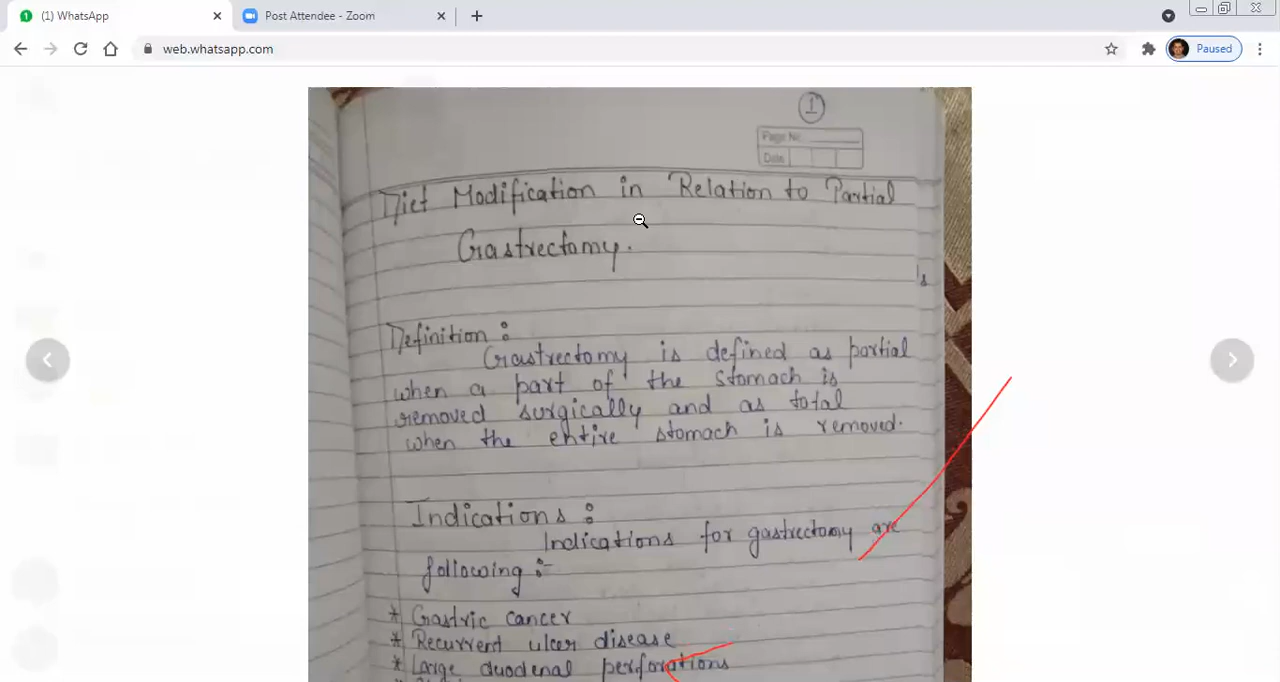 (1) WhatsApp
Post Attendee - Zoom
web.whatsapp.com
Paused
1
Page No.
Date
Diet Modification in Relation to Partial
Gastrectomy.
's
Definition :
Gastrectomy is defined as partial
when a part of the stomach is
removed surgically and as total
when the entire stomach is removed.
Indications :
Indications for gastrectomy are
following :-
* Gastric cancer
* Recurrent ulcer disease
* Large duodenal perforations